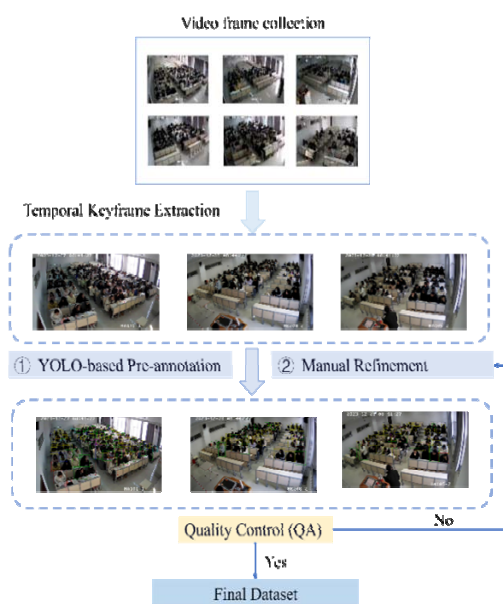 Video frame collection
Temporal Keyframe Extraction
① YOLO-based Pre-annotation
② Manual Refinement
Quality Control (QA)
No
Yes
Final Dataset